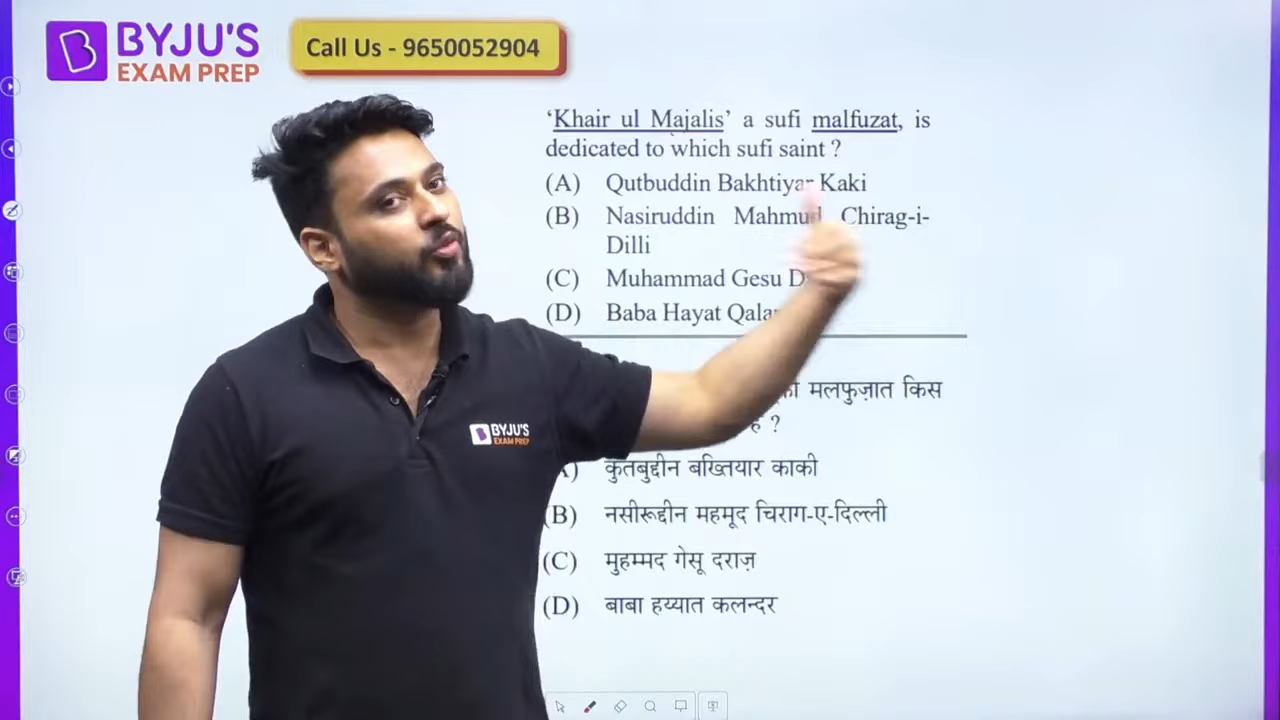 BYJU'S
EXAM PREP
Call Us - 9650052904
'Khair ul Majalis' a sufi malfuzat, is
dedicated to which sufi saint ?
(A) Qutbuddin Bakhtiyar Kaki
(B) Nasiruddin Mahmud Chirag-i-
Dilli
(C) Muhammad Gesu
(D) Baba Hayat
मलफुज़ात किस
है ?
कुतबुद्दीन बख्तियार काकी
(B) नसीरूद्दीन महमूद चिराग-ए-दिल्ली
(C) मुहम्मद गेसू दराज़
(D) बाबा हय्यात कलन्दर
BYJU'S
EXAM PREP